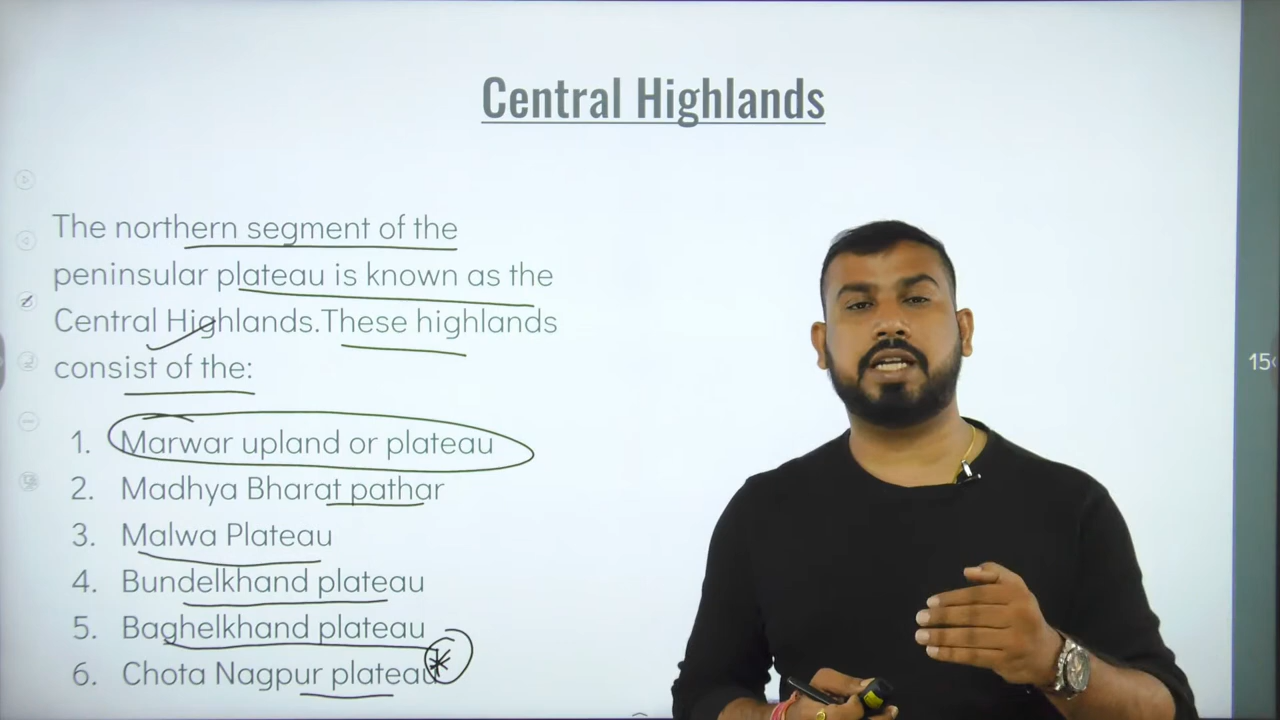 Central Highlands
The northern segment of the
peninsular plateau is known as the
Central Highlands.These highlands
consist of the:
1. Marwar upland or plateau
2. Madhya Bharat pathar
3. Malwa Plateau
4. Bundelkhand plateau
5. Baghelkhand plateau
6. Chota Nagpur plateau